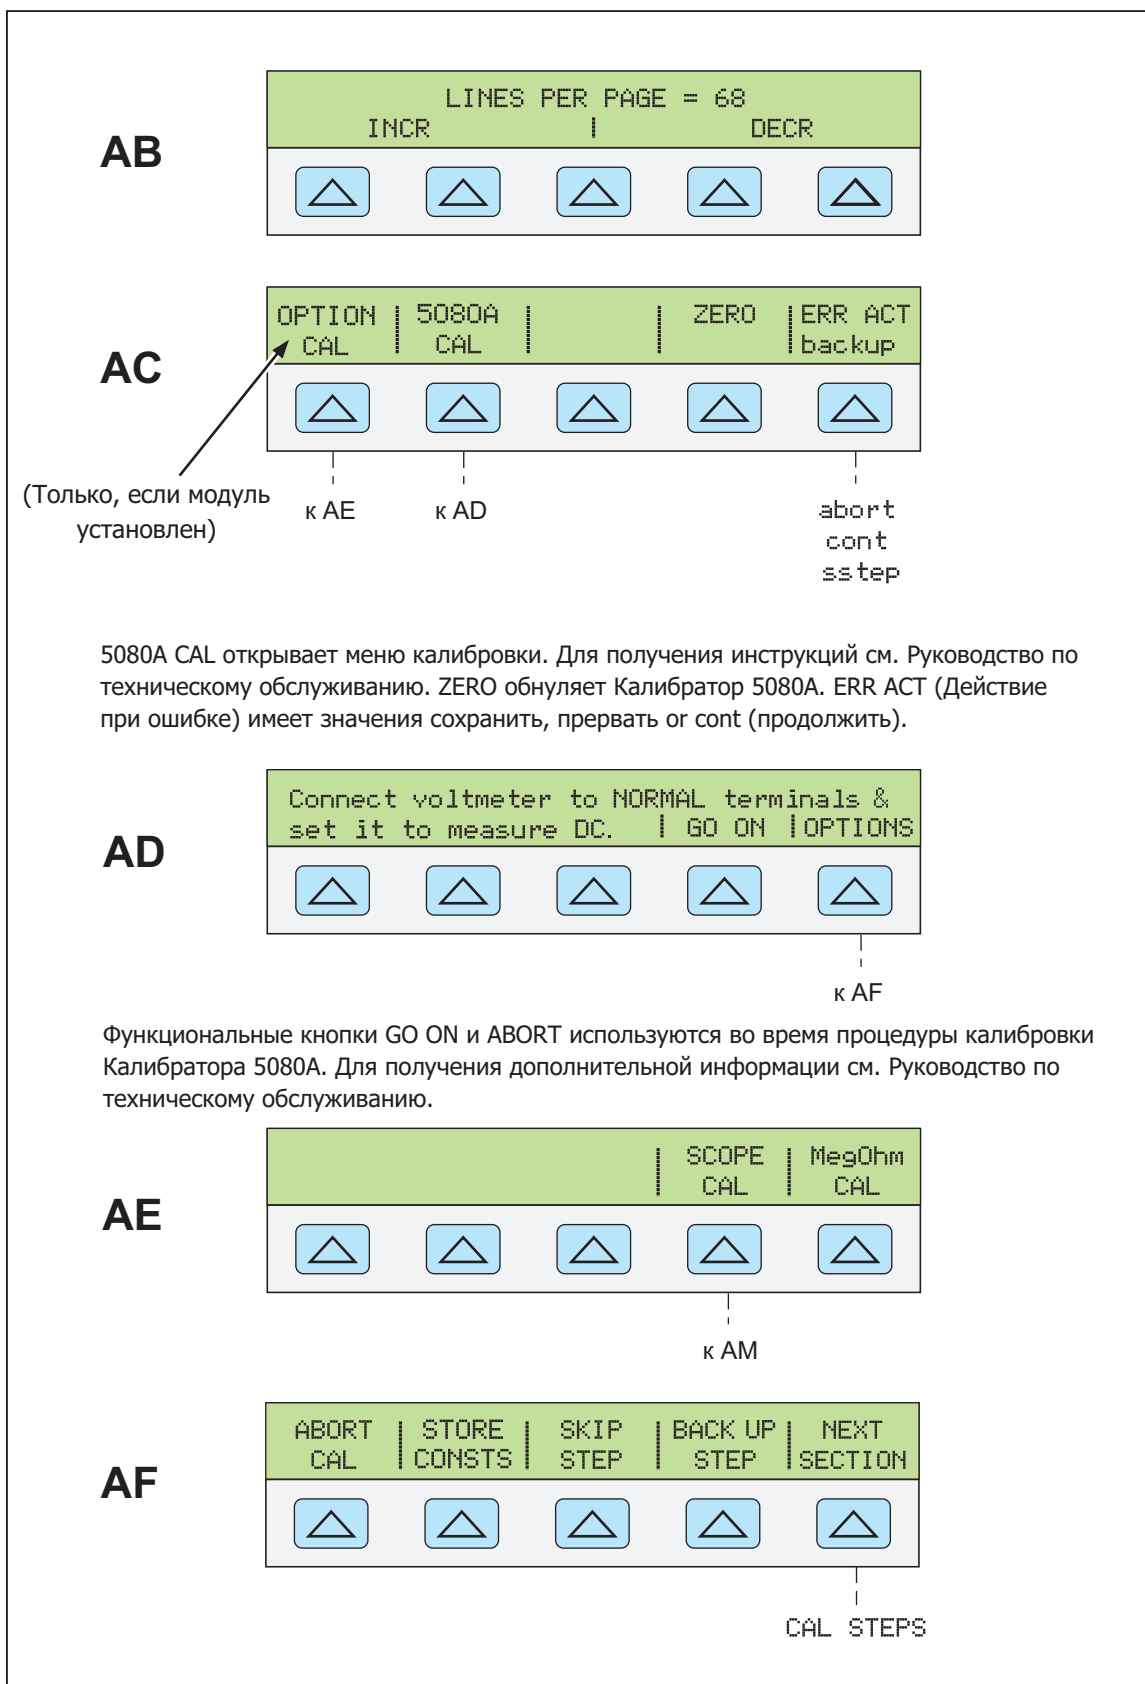 LINES PER PAGE = 68
INCR | DECR
AB
OPTION | 5080A | | ZERO | ERR ACT
CAL | CAL | | | backup
AC
(Только, если модуль
установлен)
к AE
к AD
abort
cont
sstep
5080A CAL открывает меню калибровки. Для получения инструкций см. Руководство по
техническому обслуживанию. ZERO обнуляет Калибратор 5080A. ERR ACT (Действие
при ошибке) имеет значения сохранить, прервать or cont (продолжить).
Connect voltmeter to NORMAL terminals &
set it to measure DC. | GO ON | OPTIONS
AD
к AF
Функциональные кнопки GO ON и ABORT используются во время процедуры калибровки
Калибратора 5080A. Для получения дополнительной информации см. Руководство по
техническому обслуживанию.
| SCOPE | MegOhm
| CAL | CAL
AE
к AM
ABORT | STORE | SKIP | BACK UP | NEXT
CAL | CONSTS | STEP | STEP | SECTION
AF
CAL STEPS